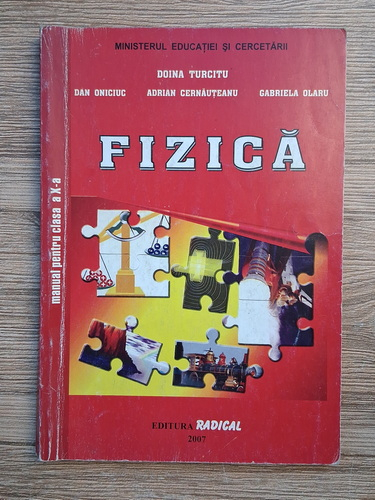 MINISTERUL EDUCAȚIEI ȘI CERCETĂRII
DOINA TURCITU
DAN ONICIUC ADRIAN CERNĂUȚEANU GABRIELA OLARU
FIZICĂ
manual pentru clasa a X-a
EDITURA RADICAL
2007